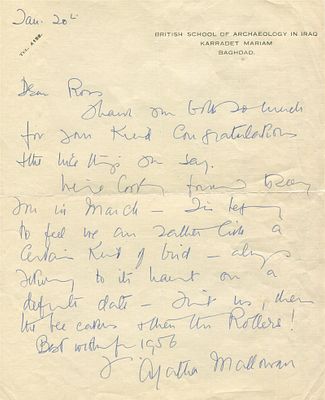 Jan. 20th
TEL. 4188.
BRITISH SCHOOL OF ARCHAEOLOGY IN IRAQ
KARRADET MARIAM
BAGHDAD.
Dear Ross
Thank you both so much
for your kind Congratulations
& the nice things you say.
We're looking forward to seeing
you in March – I'm beginning
to feel we are rather like a
Certain Kind of bird – always
returning to its haunt on a
definite date – First us, then
the bee eaters & then the Rollers!
Best wishes for 1956
Agatha Mallowan